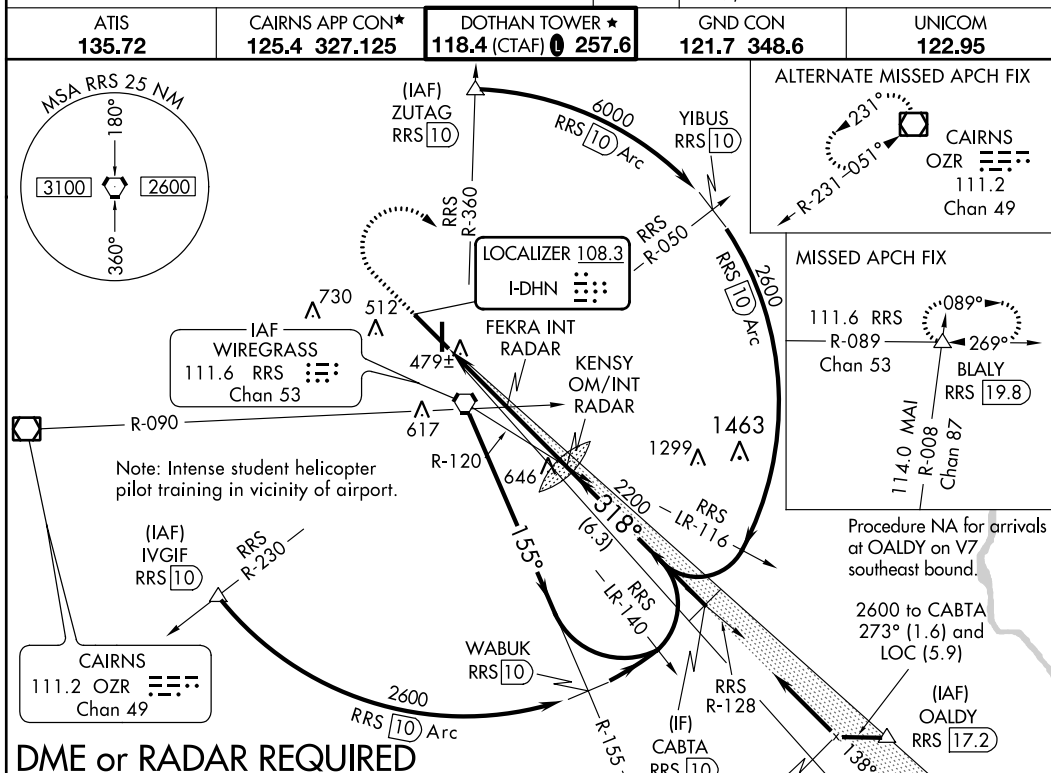 ATIS
135.72
CAIRNS APP CON★
125.4 327.125
DOTHAN TOWER ★
118.4 (CTAF) L 257.6
GND CON
121.7 348.6
UNICOM
122.95
MSA RRS 25 NM
180°
3100
2600
360°
(IAF)
ZUTAG
RRS 10
6000
RRS 10 Arc
YIBUS
RRS 10
RRS
R-360
RRS
R-050
2600
RRS 10 Arc
ALTERNATE MISSED APCH FIX
231°
R-231
051°
CAIRNS
OZR
111.2
Chan 49
LOCALIZER 108.3
I-DHN
MISSED APCH FIX
089°
111.6 RRS
R-089
Chan 53
269°
BLALY
RRS 19.8
114.0 MAI
R-008
Chan 87
730
512
479±
FEKRA INT
RADAR
KENSY
OM/INT
RADAR
IAF
WIREGRASS
111.6 RRS
Chan 53
R-090
617
R-120
646
1299
1463
Note: Intense student helicopter
pilot training in vicinity of airport.
2200
318°
(6.3)
RRS
LR-116
155°
RRS
LR-140
Procedure NA for arrivals
at OALDY on V7
southeast bound.
(IAF)
IVGIF
RRS 10
RRS
R-230
2600 to CABTA
273° (1.6) and
LOC (5.9)
CAIRNS
111.2 OZR
Chan 49
WABUK
RRS 10
2600
RRS 10 Arc
R-155
(IF)
CABTA
RRS 10
RRS
R-128
(IAF)
OALDY
RRS 17.2
138°
DME or RADAR REQUIRED